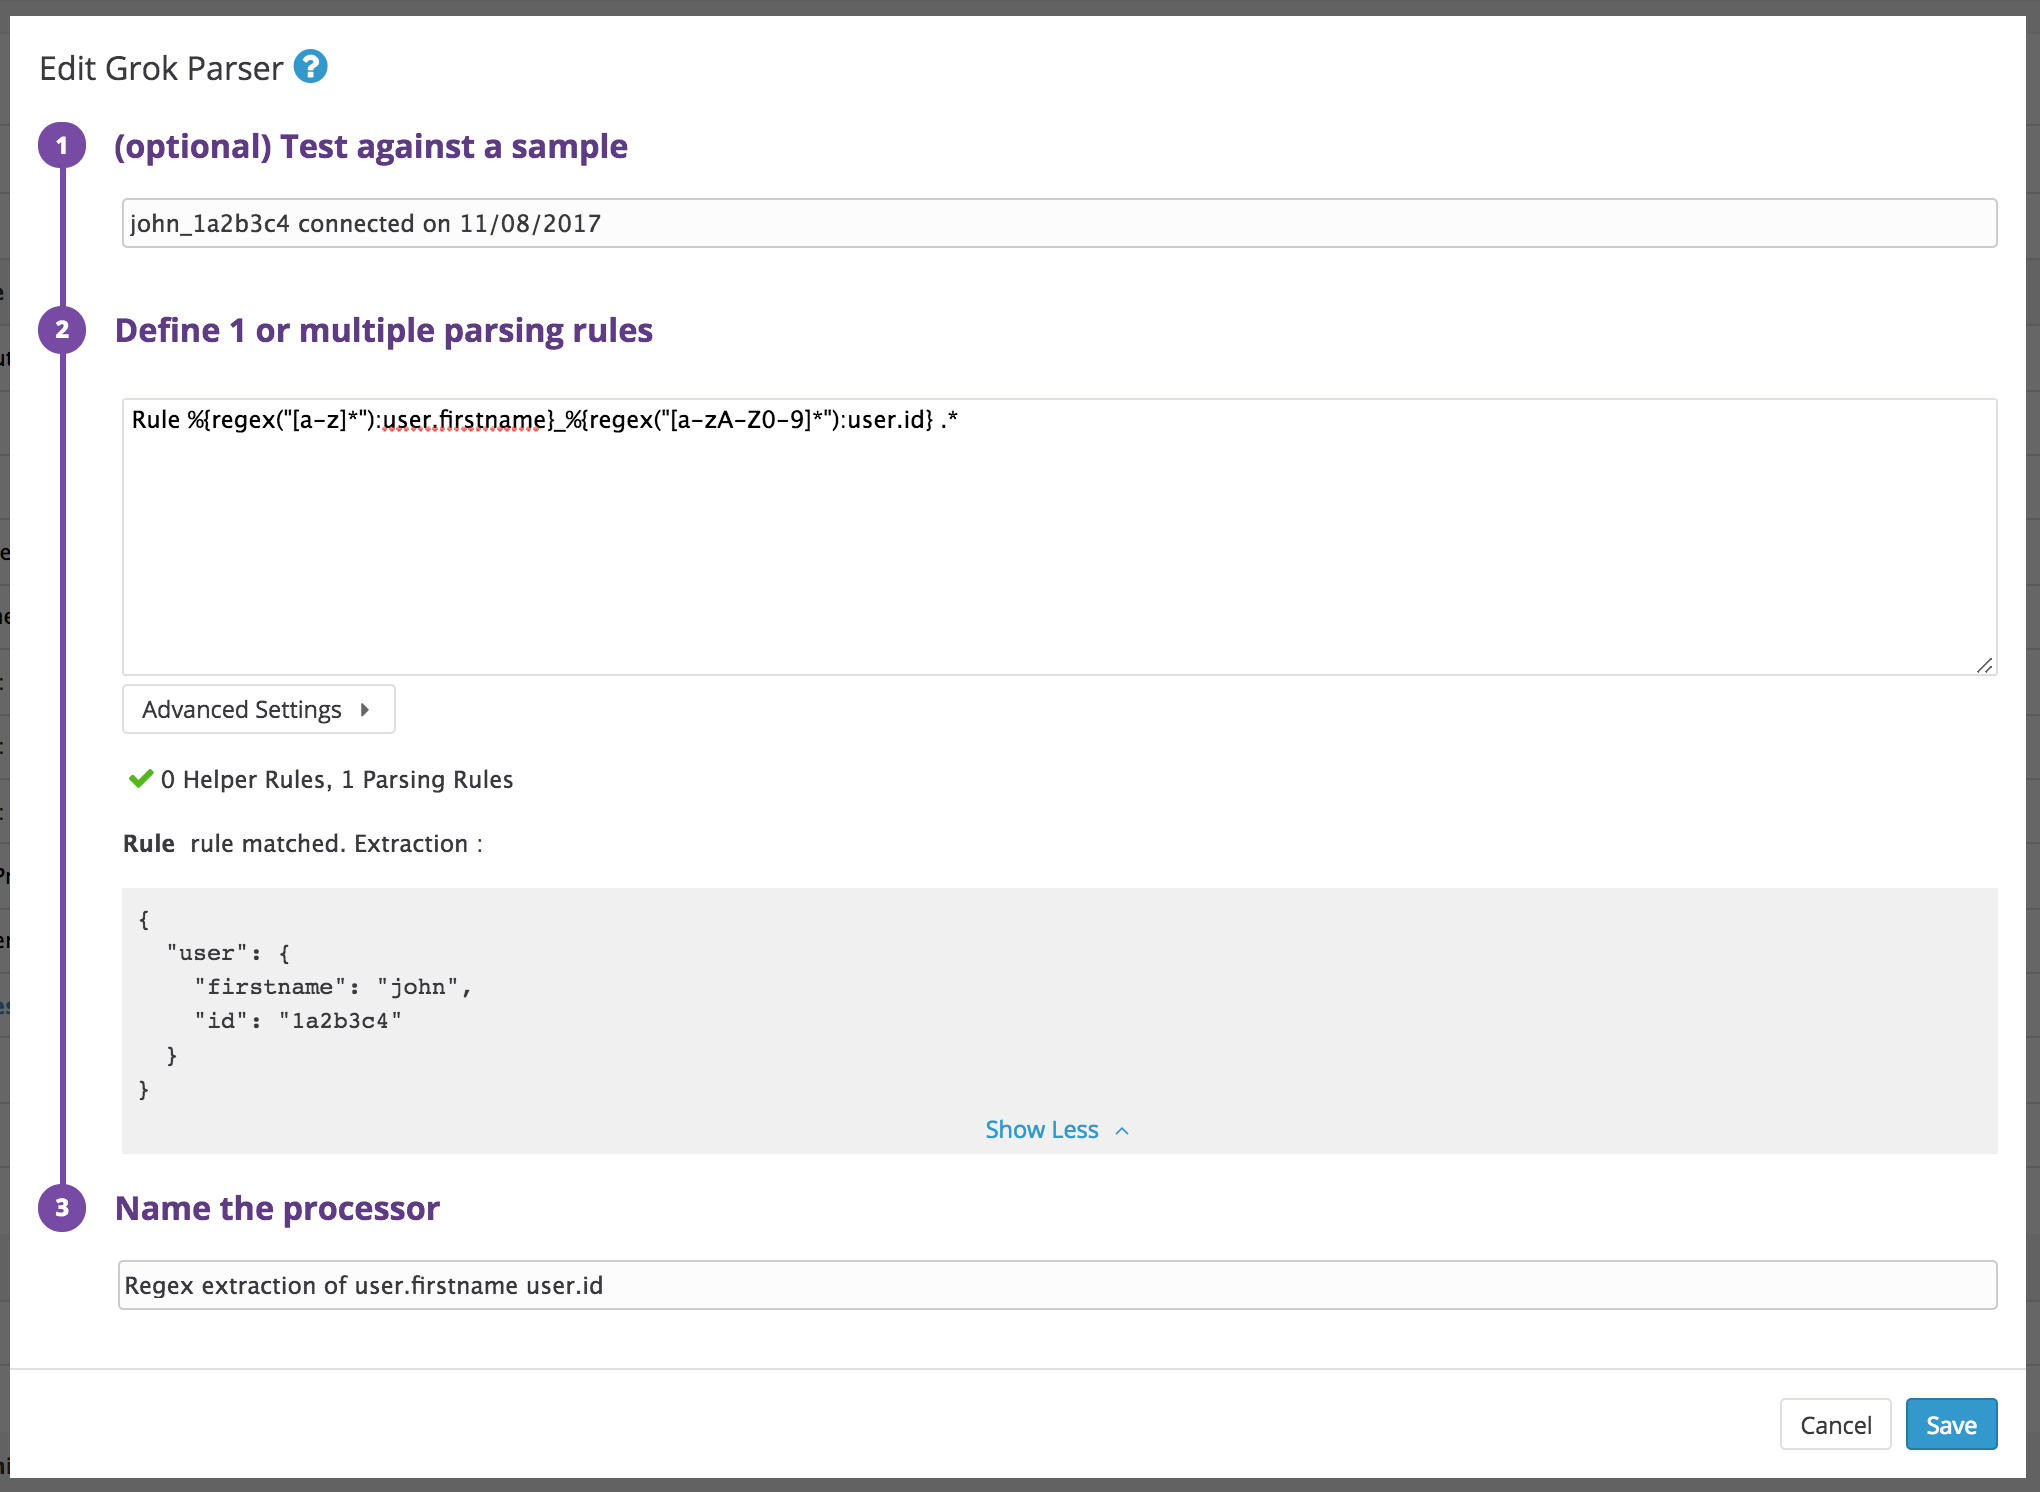 Edit Grok Parser ?
1 (optional) Test against a sample
john_1a2b3c4 connected on 11/08/2017
2 Define 1 or multiple parsing rules
Rule %{regex("[a-z]*"):user.firstname}_%{regex("[a-zA-Z0-9]*"):user.id} .*
Advanced Settings
0 Helper Rules, 1 Parsing Rules
Rule rule matched. Extraction :
{
"user": {
"firstname": "john",
"id": "1a2b3c4"
}
}
Show Less
3 Name the processor
Regex extraction of user.firstname user.id
Cancel Save